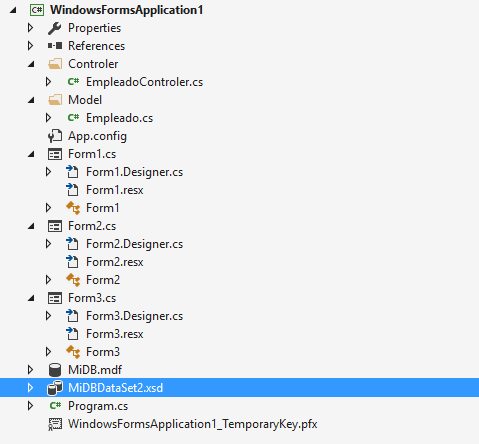 WindowsFormsApplication1
Properties
References
Controler
EmpleadoControler.cs
Model
Empleado.cs
App.config
Form1.cs
Form1.Designer.cs
Form1.resx
Form1
Form2.cs
Form2.Designer.cs
Form2.resx
Form2
Form3.cs
Form3.Designer.cs
Form3.resx
Form3
MiDB.mdf
MiDBDataSet2.xsd
Program.cs
WindowsFormsApplication1_TemporaryKey.pfx